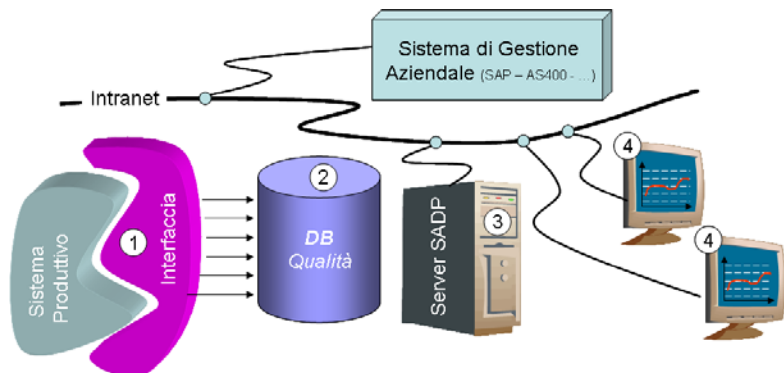 Sistema di Gestione
Aziendale (SAP – AS400 - ...)
Intranet
4
2
1
3
4
DB
Qualità
Sistema
Produttivo
Interfaccia
Server SADP